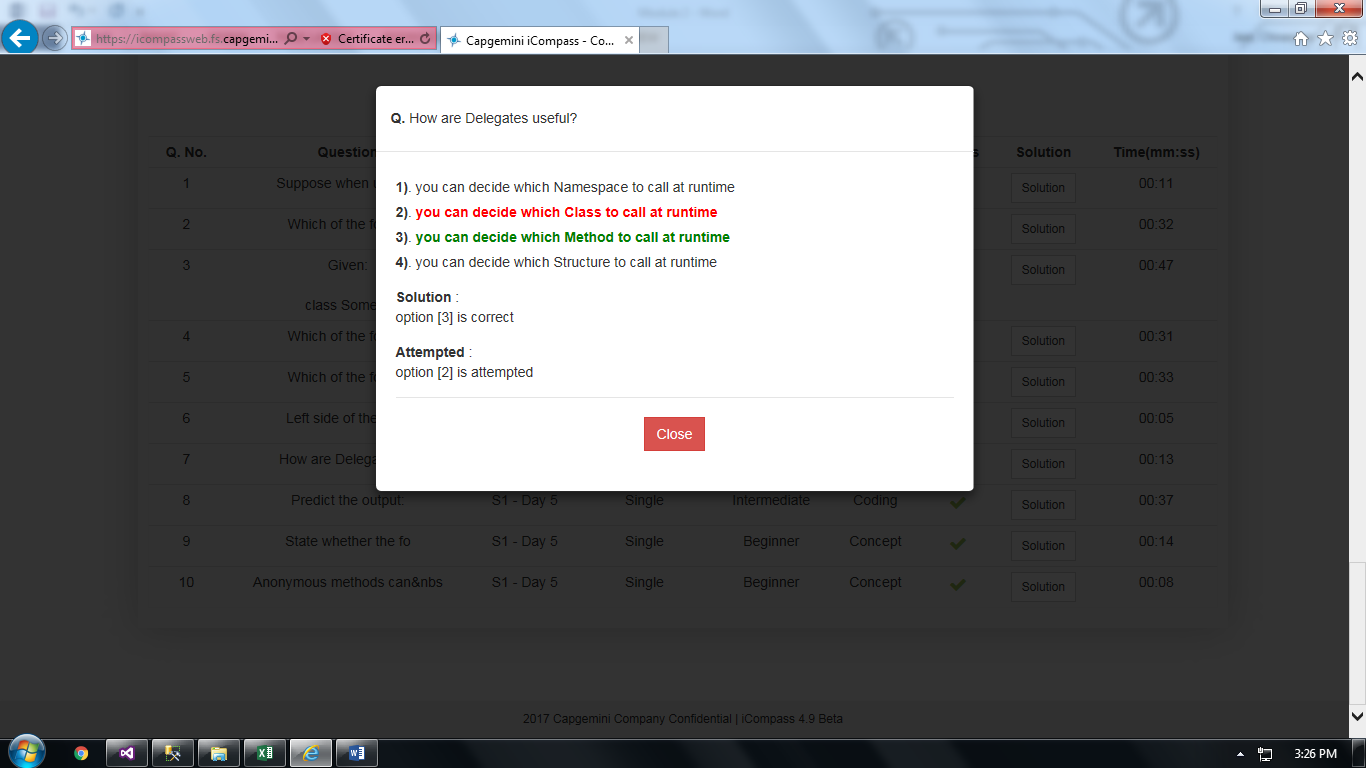 https://icompassweb.fs.capgemi... Certificate er... Capgemini iCompass - Co...
Q. How are Delegates useful?
1). you can decide which Namespace to call at runtime
2). you can decide which Class to call at runtime
3). you can decide which Method to call at runtime
4). you can decide which Structure to call at runtime
Solution :
option [3] is correct
Attempted :
option [2] is attempted
Close
Q. No. Question s Solution Time(mm:ss)
1 Suppose when Solution 00:11
2 Which of the f Solution 00:32
3 Given: Solution 00:47
class Some
4 Which of the f Solution 00:31
5 Which of the f Solution 00:33
6 Left side of the Solution 00:05
7 How are Delega Solution 00:13
8 Predict the output: S1 - Day 5 Single Intermediate Coding Solution 00:37
9 State whether the fo S1 - Day 5 Single Beginner Concept Solution 00:14
10 Anonymous methods can&nbs S1 - Day 5 Single Beginner Concept Solution 00:08
2017 Capgemini Company Confidential | iCompass 4.9 Beta
3:26 PM